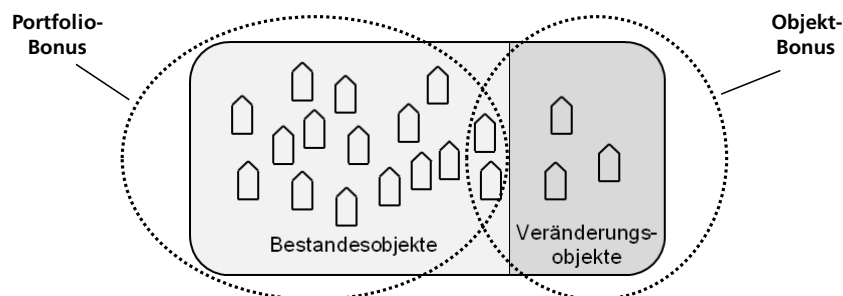 Portfolio-
Bonus
Objekt-
Bonus
Bestandesobjekte
Veränderungs-
objekte